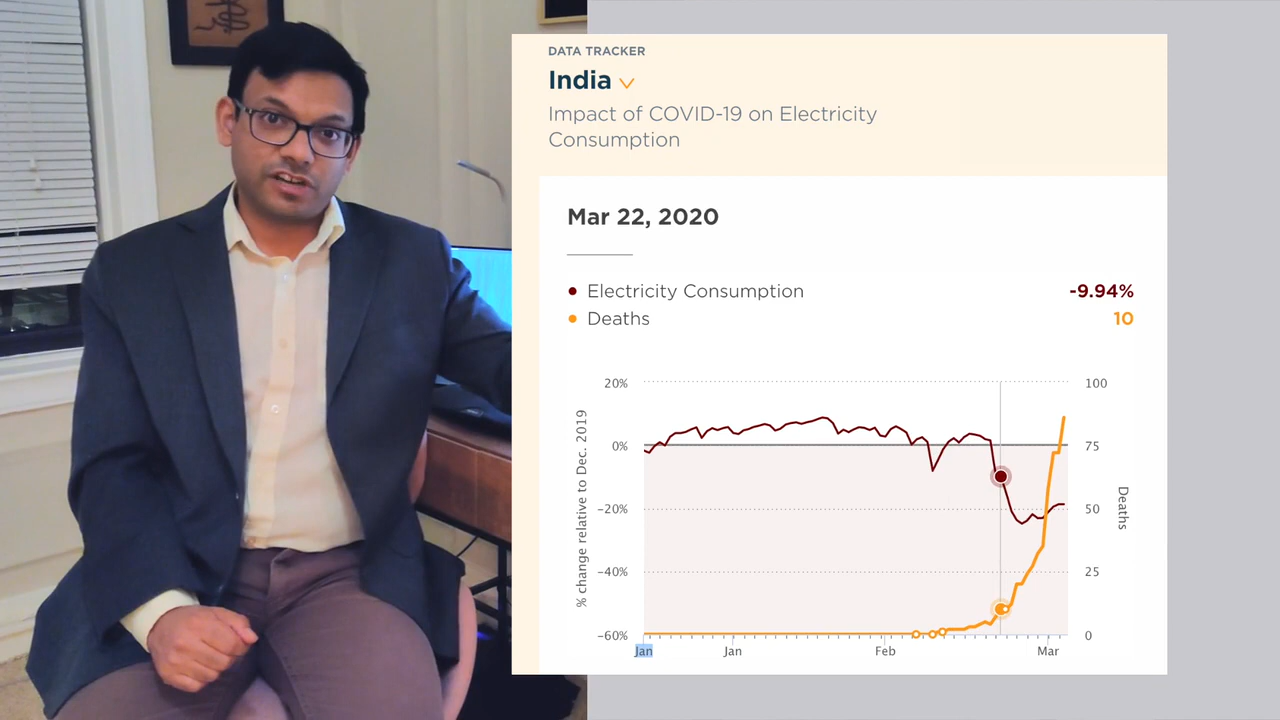 DATA TRACKER
India
Impact of COVID-19 on Electricity
Consumption
Mar 22, 2020
Electricity Consumption -9.94%
Deaths 10
20% 100
0% 75
–20% 50
–40% 25
–60% 0
% change relative to Dec. 2019
Deaths
Jan Jan Feb Mar